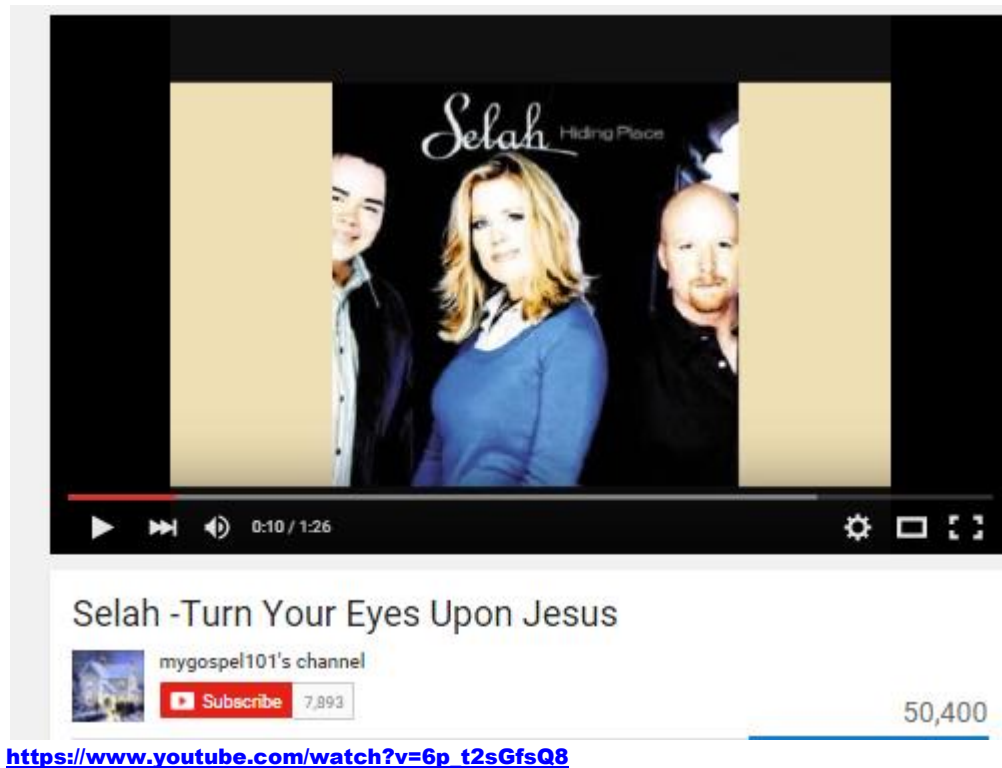 Selah Hiding Place
0:10 / 1:26
Selah -Turn Your Eyes Upon Jesus
mygospel101's channel
Subscribe 7,893
50,400
https://www.youtube.com/watch?v=6p_t2sGfsQ8